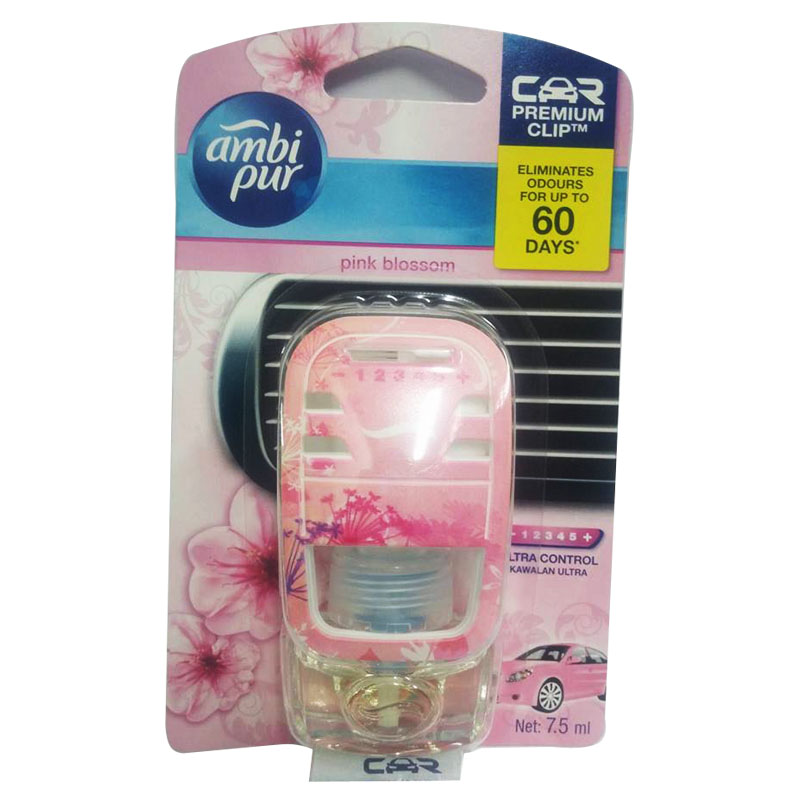 ambi
pur
CAR
PREMIUM
CLIP™
ELIMINATES
ODOURS
FOR UP TO
60
DAYS*
pink blossom
- 1 2 3 4 5 +
- 1 2 3 4 5 +
CONTROL
KAWALAN ULTRA
Net: 7.5 ml
CAR